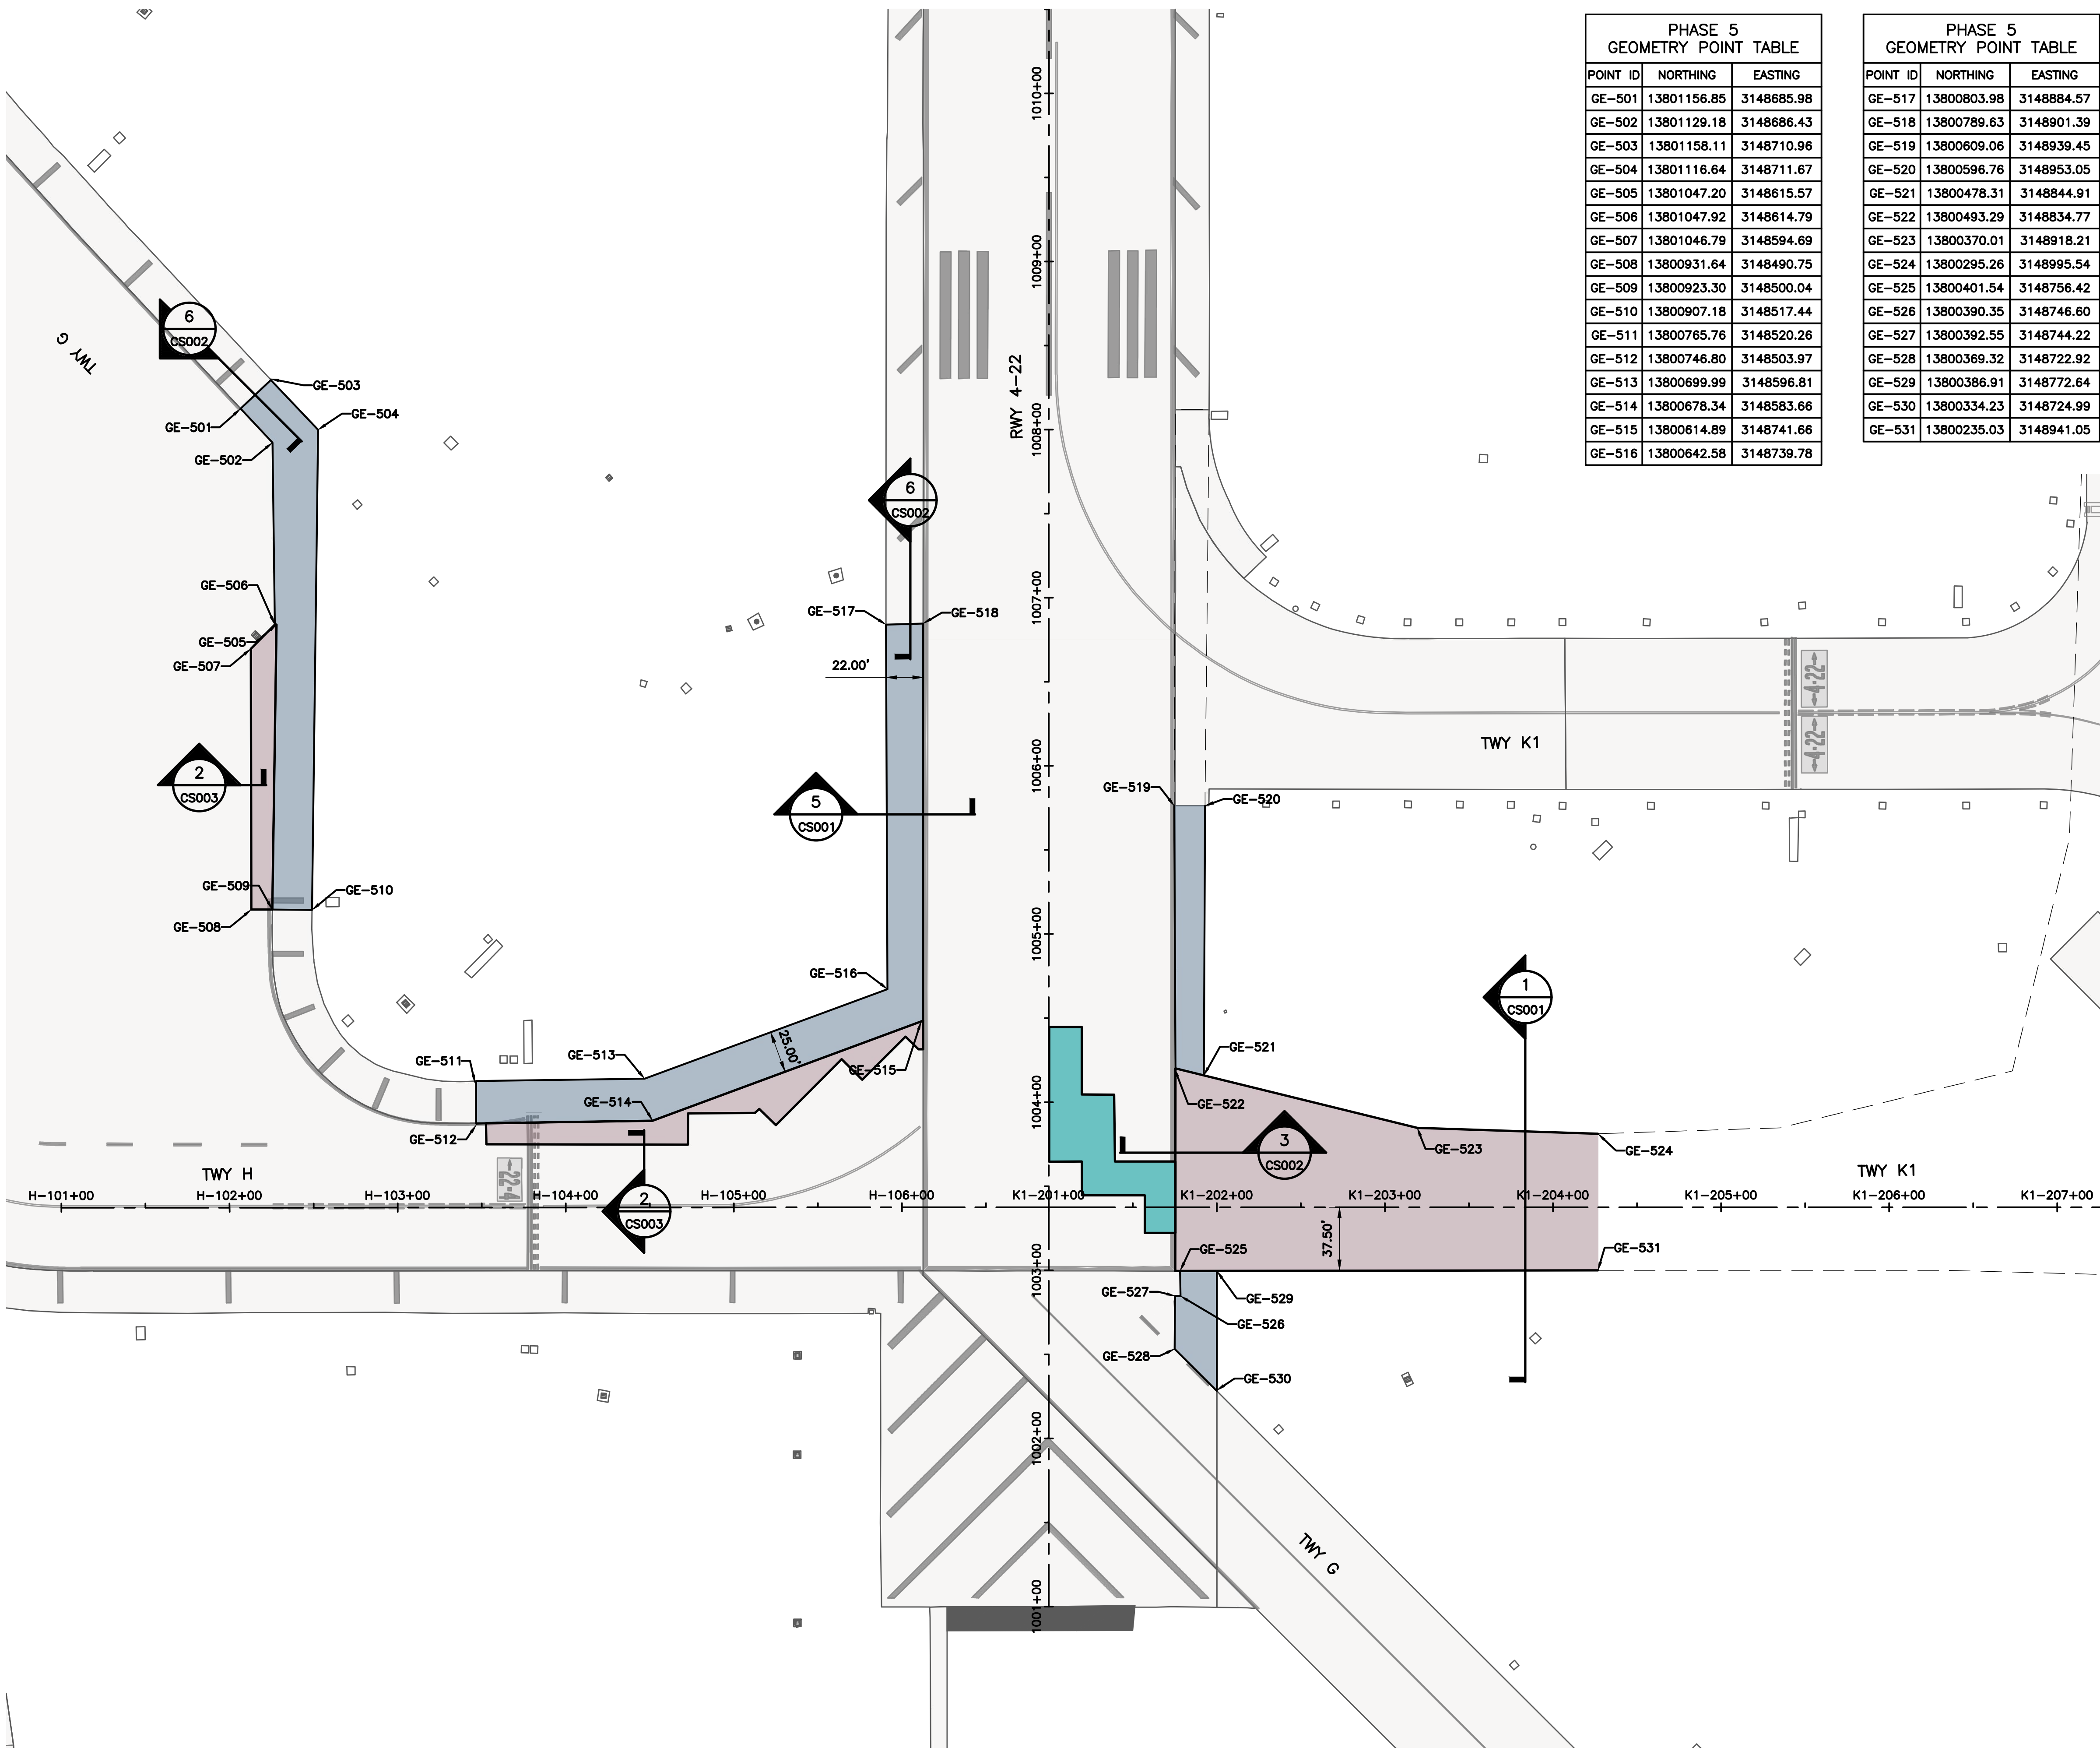 PHASE 5
GEOMETRY POINT TABLE
POINT ID NORTHING EASTING
GE-501 13801156.85 3148685.98
GE-502 13801129.18 3148686.43
GE-503 13801158.11 3148710.96
GE-504 13801116.64 3148711.67
GE-505 13801047.20 3148615.57
GE-506 13801047.92 3148614.79
GE-507 13801046.79 3148594.69
GE-508 13800931.64 3148490.75
GE-509 13800923.30 3148500.04
GE-510 13800907.18 3148517.44
GE-511 13800765.76 3148520.26
GE-512 13800746.80 3148503.97
GE-513 13800699.99 3148596.81
GE-514 13800678.34 3148583.66
GE-515 13800614.89 3148741.66
GE-516 13800642.58 3148739.78
PHASE 5
GEOMETRY POINT TABLE
POINT ID NORTHING EASTING
GE-517 13800803.98 3148884.57
GE-518 13800789.63 3148901.39
GE-519 13800609.06 3148939.45
GE-520 13800596.76 3148953.05
GE-521 13800478.31 3148844.91
GE-522 13800493.29 3148834.77
GE-523 13800370.01 3148918.21
GE-524 13800295.26 3148995.54
GE-525 13800401.54 3148756.42
GE-526 13800390.35 3148746.60
GE-527 13800392.55 3148744.22
GE-528 13800369.32 3148722.92
GE-529 13800386.91 3148772.64
GE-530 13800334.23 3148724.99
GE-531 13800235.03 3148941.05
1010+00
1009+00
1008+00
1007+00
1006+00
1005+00
1004+00
1003+00
1002+00
1001+00
RWY 4-22
TWY G
6
CS002
GE-503
GE-504
GE-501
GE-502
6
CS002
GE-506
GE-505
GE-507
GE-517
GE-518
22.00'
4-22
4-22
TWY K1
2
CS003
5
CS001
GE-519
GE-520
GE-509
GE-510
GE-508
GE-516
1
CS001
GE-511
GE-513
25.00'
GE-515
GE-521
GE-514
GE-512
GE-522
GE-523
GE-524
3
CS002
22-4
TWY H
TWY K1
H-101+00
H-102+00
H-103+00
H-104+00
H-105+00
H-106+00
K1-201+00
K1-202+00
K1-203+00
K1-204+00
K1-205+00
K1-206+00
K1-207+00
2
CS003
37.50'
GE-525
GE-531
GE-527
GE-529
GE-526
GE-528
GE-530
TWY G